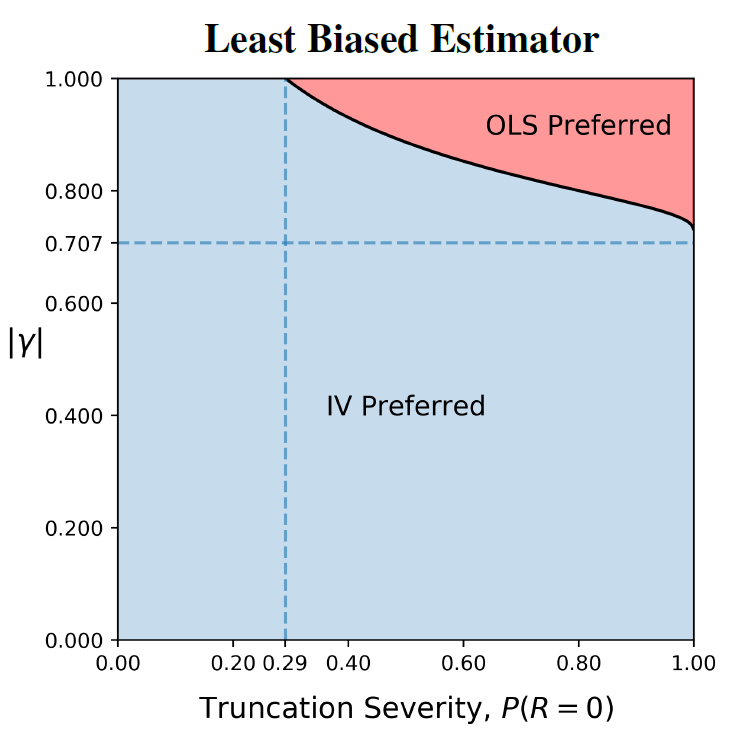 Least Biased Estimator
1.000
OLS Preferred
0.800
0.707
0.600
|γ|
IV Preferred
0.400
0.200
0.000
0.00 0.20 0.29 0.40 0.60 0.80 1.00
Truncation Severity, P(R = 0)